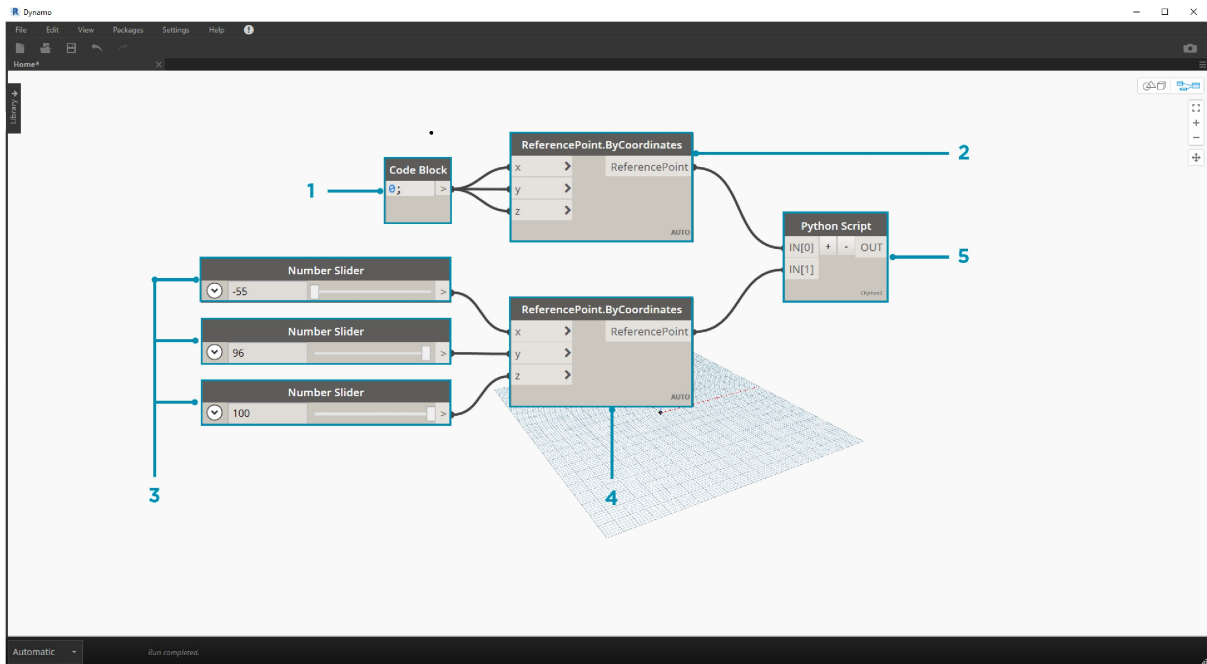 Dynamo
File Edit View Packages Settings Help !
Home*
Library
ReferencePoint.ByCoordinates
x > ReferencePoint
y >
z >
AUTO
2
Code Block
0; >
1
Python Script
IN[0] + - OUT
IN[1]
CPython3
5
Number Slider
-55 >
Number Slider
96 >
Number Slider
100 >
3
ReferencePoint.ByCoordinates
x > ReferencePoint
y >
z >
AUTO
4
Automatic
Run completed.